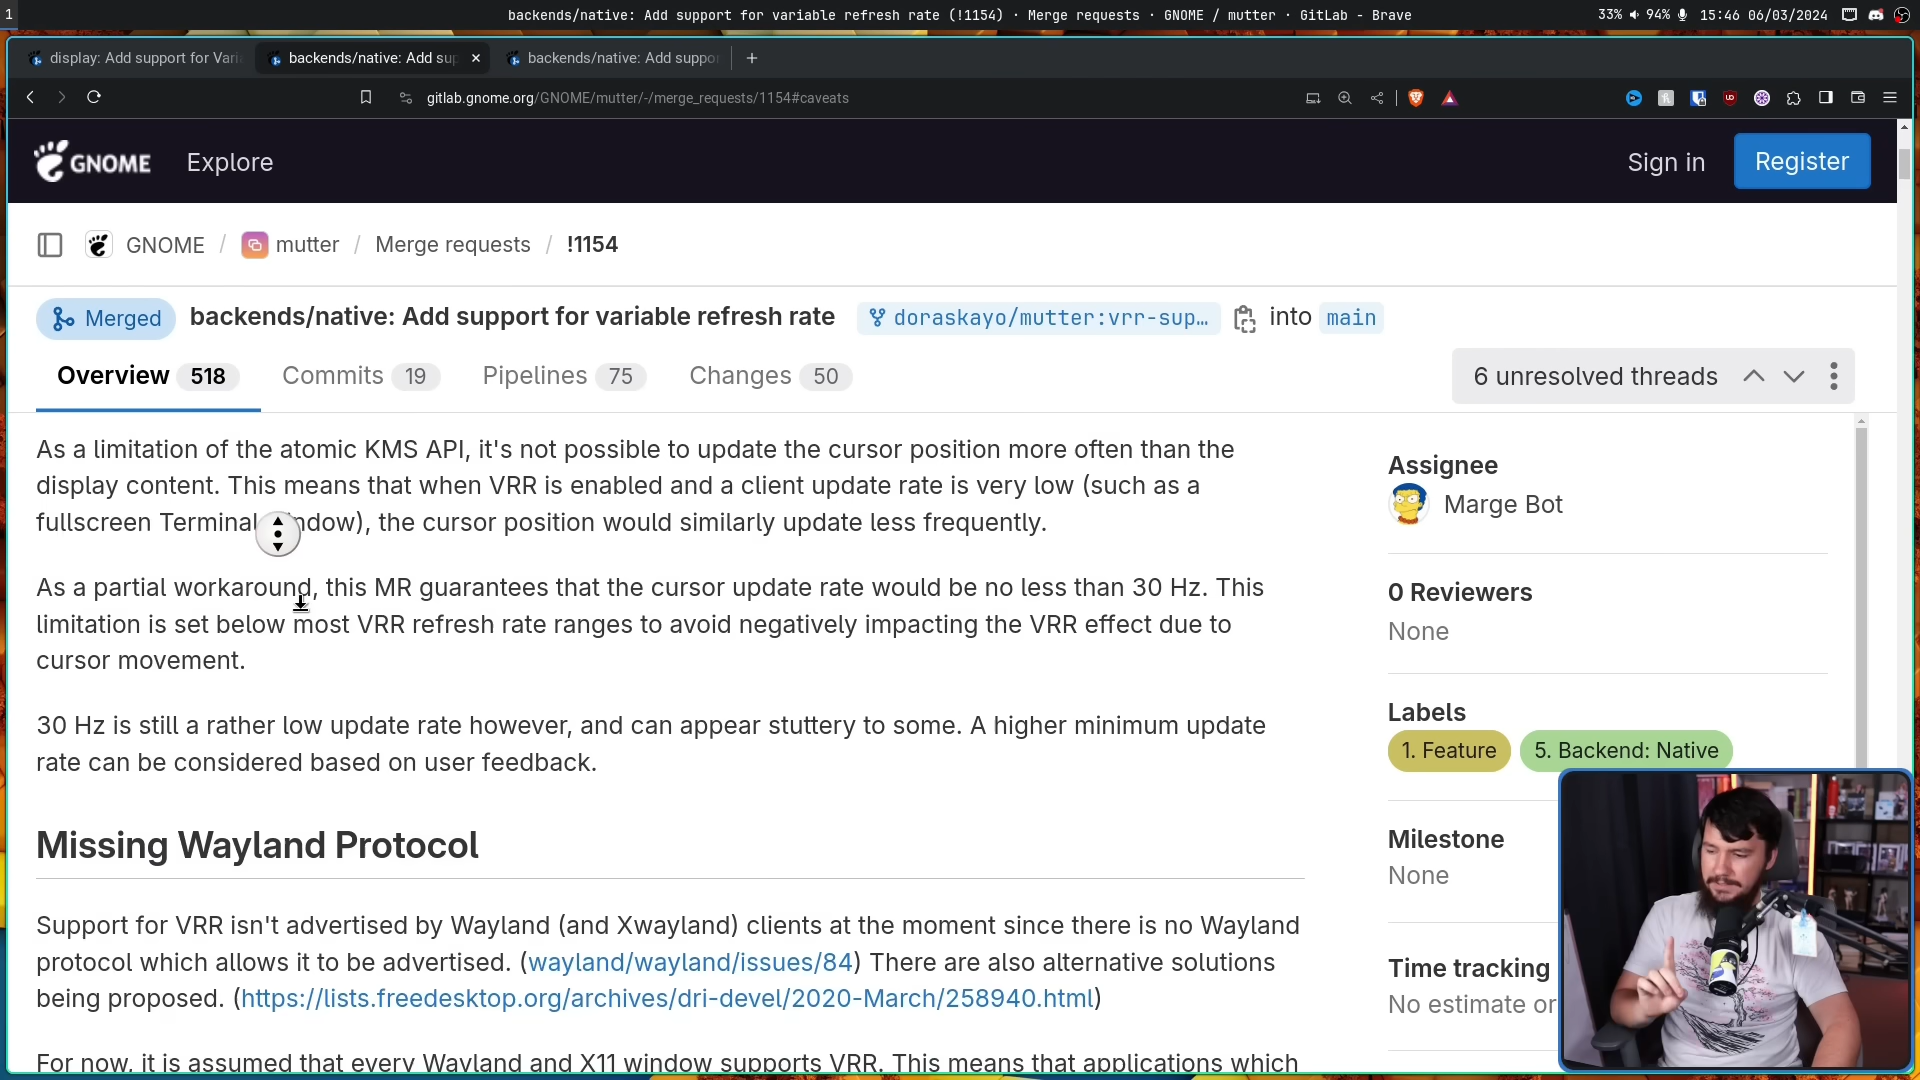 1
backends/native: Add support for variable refresh rate (!1154) · Merge requests · GNOME / mutter · GitLab - Brave
33% 94% 15:46 06/03/2024
display: Add support for Vari
backends/native: Add sup
backends/native: Add suppor
gitlab.gnome.org/GNOME/mutter/-/merge_requests/1154#caveats
GNOME
Explore
Sign in
Register
GNOME / mutter / Merge requests / !1154
Merged
backends/native: Add support for variable refresh rate
doraskayo/mutter:vrr-sup… into main
Overview 518
Commits 19
Pipelines 75
Changes 50
6 unresolved threads
As a limitation of the atomic KMS API, it's not possible to update the cursor position more often than the
display content. This means that when VRR is enabled and a client update rate is very low (such as a
fullscreen Terminal ndow), the cursor position would similarly update less frequently.
As a partial workaround, this MR guarantees that the cursor update rate would be no less than 30 Hz. This
limitation is set below most VRR refresh rate ranges to avoid negatively impacting the VRR effect due to
cursor movement.
30 Hz is still a rather low update rate however, and can appear stuttery to some. A higher minimum update
rate can be considered based on user feedback.
Missing Wayland Protocol
Support for VRR isn't advertised by Wayland (and Xwayland) clients at the moment since there is no Wayland
protocol which allows it to be advertised. (wayland/wayland/issues/84) There are also alternative solutions
being proposed. (https://lists.freedesktop.org/archives/dri-devel/2020-March/258940.html)
For now, it is assumed that every Wayland and X11 window supports VRR. This means that applications which
Assignee
Marge Bot
0 Reviewers
None
Labels
1. Feature
5. Backend: Native
Milestone
None
Time tracking
No estimate or